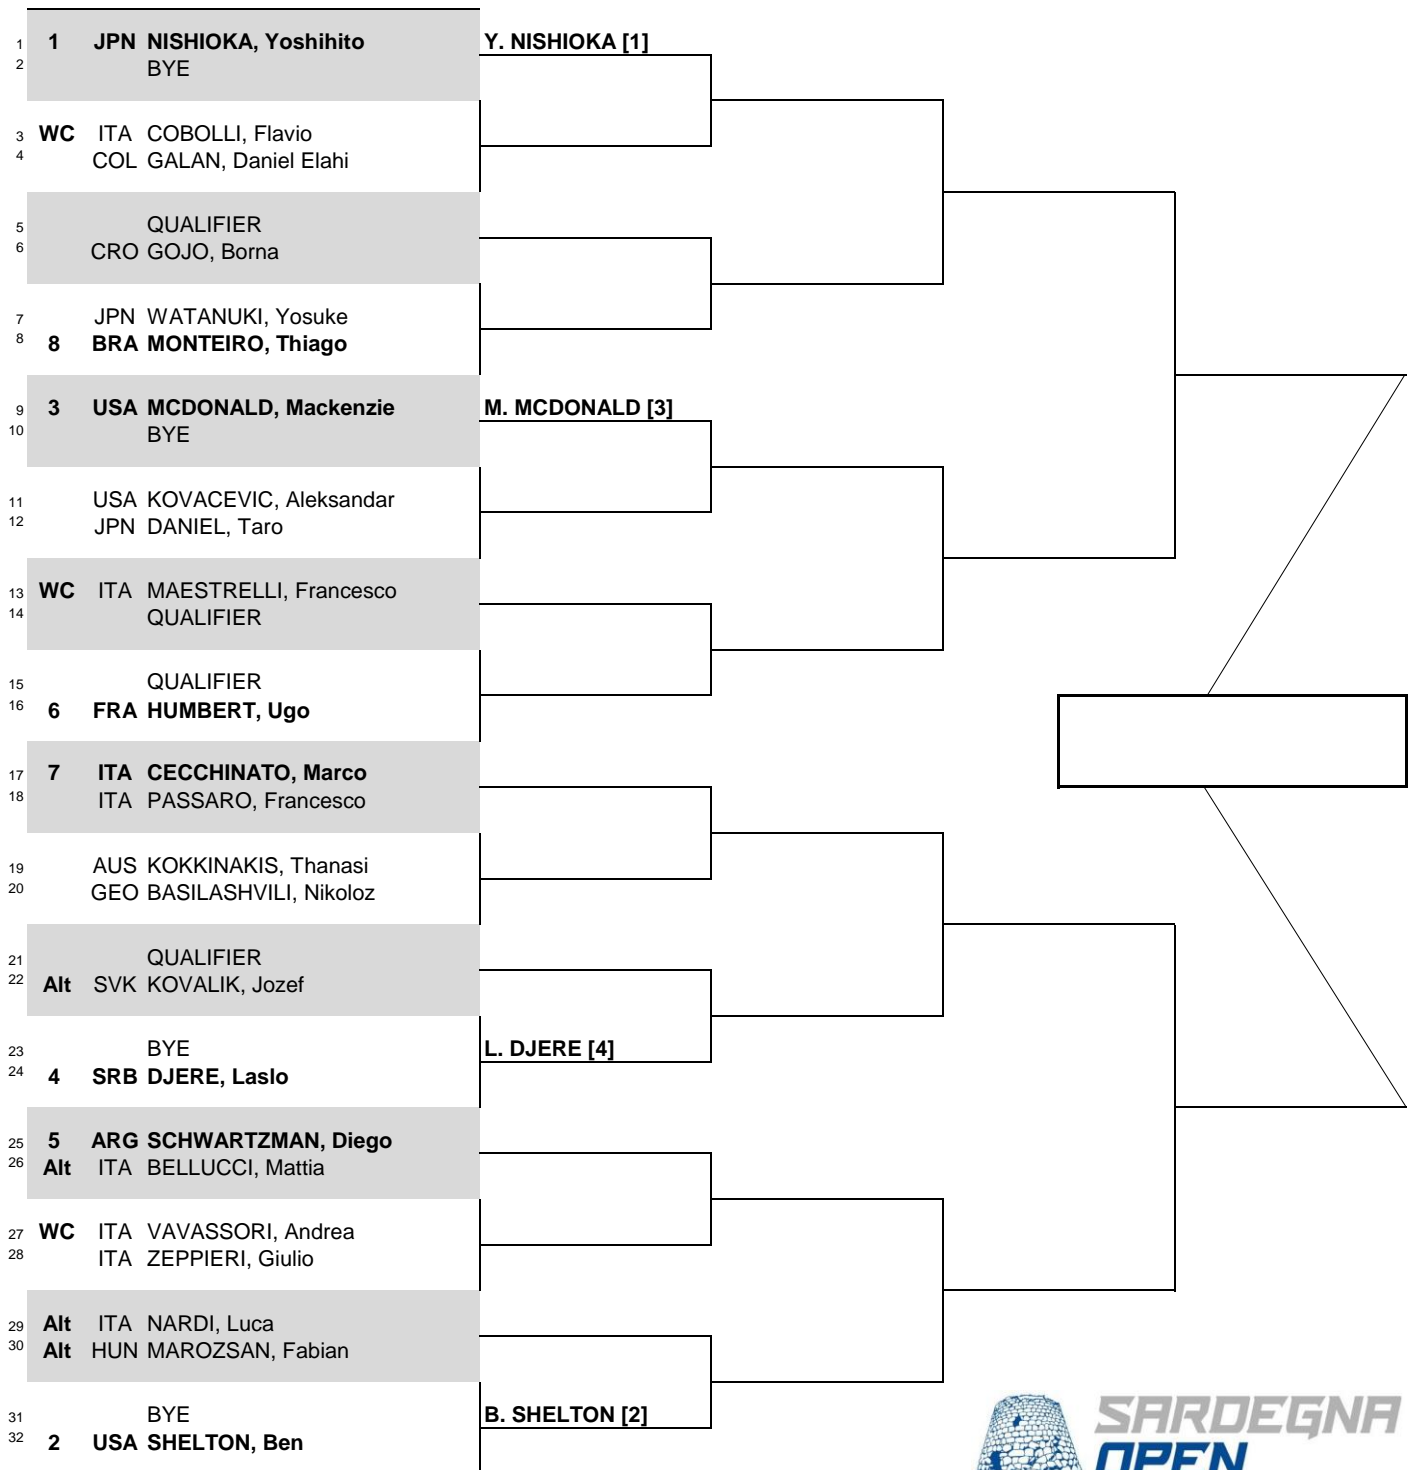 1 1 JPN NISHIOKA, Yoshihito Y. NISHIOKA [1]
2 BYE
3 WC ITA COBOLLI, Flavio
4 COL GALAN, Daniel Elahi
5 QUALIFIER
6 CRO GOJO, Borna
7 JPN WATANUKI, Yosuke
8 8 BRA MONTEIRO, Thiago
9 3 USA MCDONALD, Mackenzie M. MCDONALD [3]
10 BYE
11 USA KOVACEVIC, Aleksandar
12 JPN DANIEL, Taro
13 WC ITA MAESTRELLI, Francesco
14 QUALIFIER
15 QUALIFIER
16 6 FRA HUMBERT, Ugo
17 7 ITA CECCHINATO, Marco
18 ITA PASSARO, Francesco
19 AUS KOKKINAKIS, Thanasi
20 GEO BASILASHVILI, Nikoloz
21 QUALIFIER
22 Alt SVK KOVALIK, Jozef
23 BYE L. DJERE [4]
24 4 SRB DJERE, Laslo
25 5 ARG SCHWARTZMAN, Diego
26 Alt ITA BELLUCCI, Mattia
27 WC ITA VAVASSORI, Andrea
28 ITA ZEPPIERI, Giulio
29 Alt ITA NARDI, Luca
30 Alt HUN MAROZSAN, Fabian
31 BYE B. SHELTON [2]
32 2 USA SHELTON, Ben
SARDEGNA
OPEN